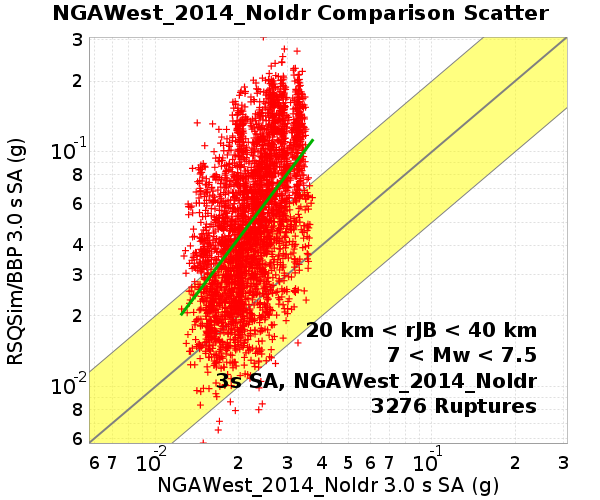 NGAWest_2014_NoIdr Comparison Scatter
3
2
10-1
8
6
4
3
2
10-2
8
6
RSQSim/BBP 3.0 s SA (g)
20 km < rJB < 40 km
7 < Mw < 7.5
3s SA, NGAWest_2014_NoIdr
3276 Ruptures
6 7 10-2 2 3 4 5 6 7 10-1 2 3
NGAWest_2014_NoIdr 3.0 s SA (g)